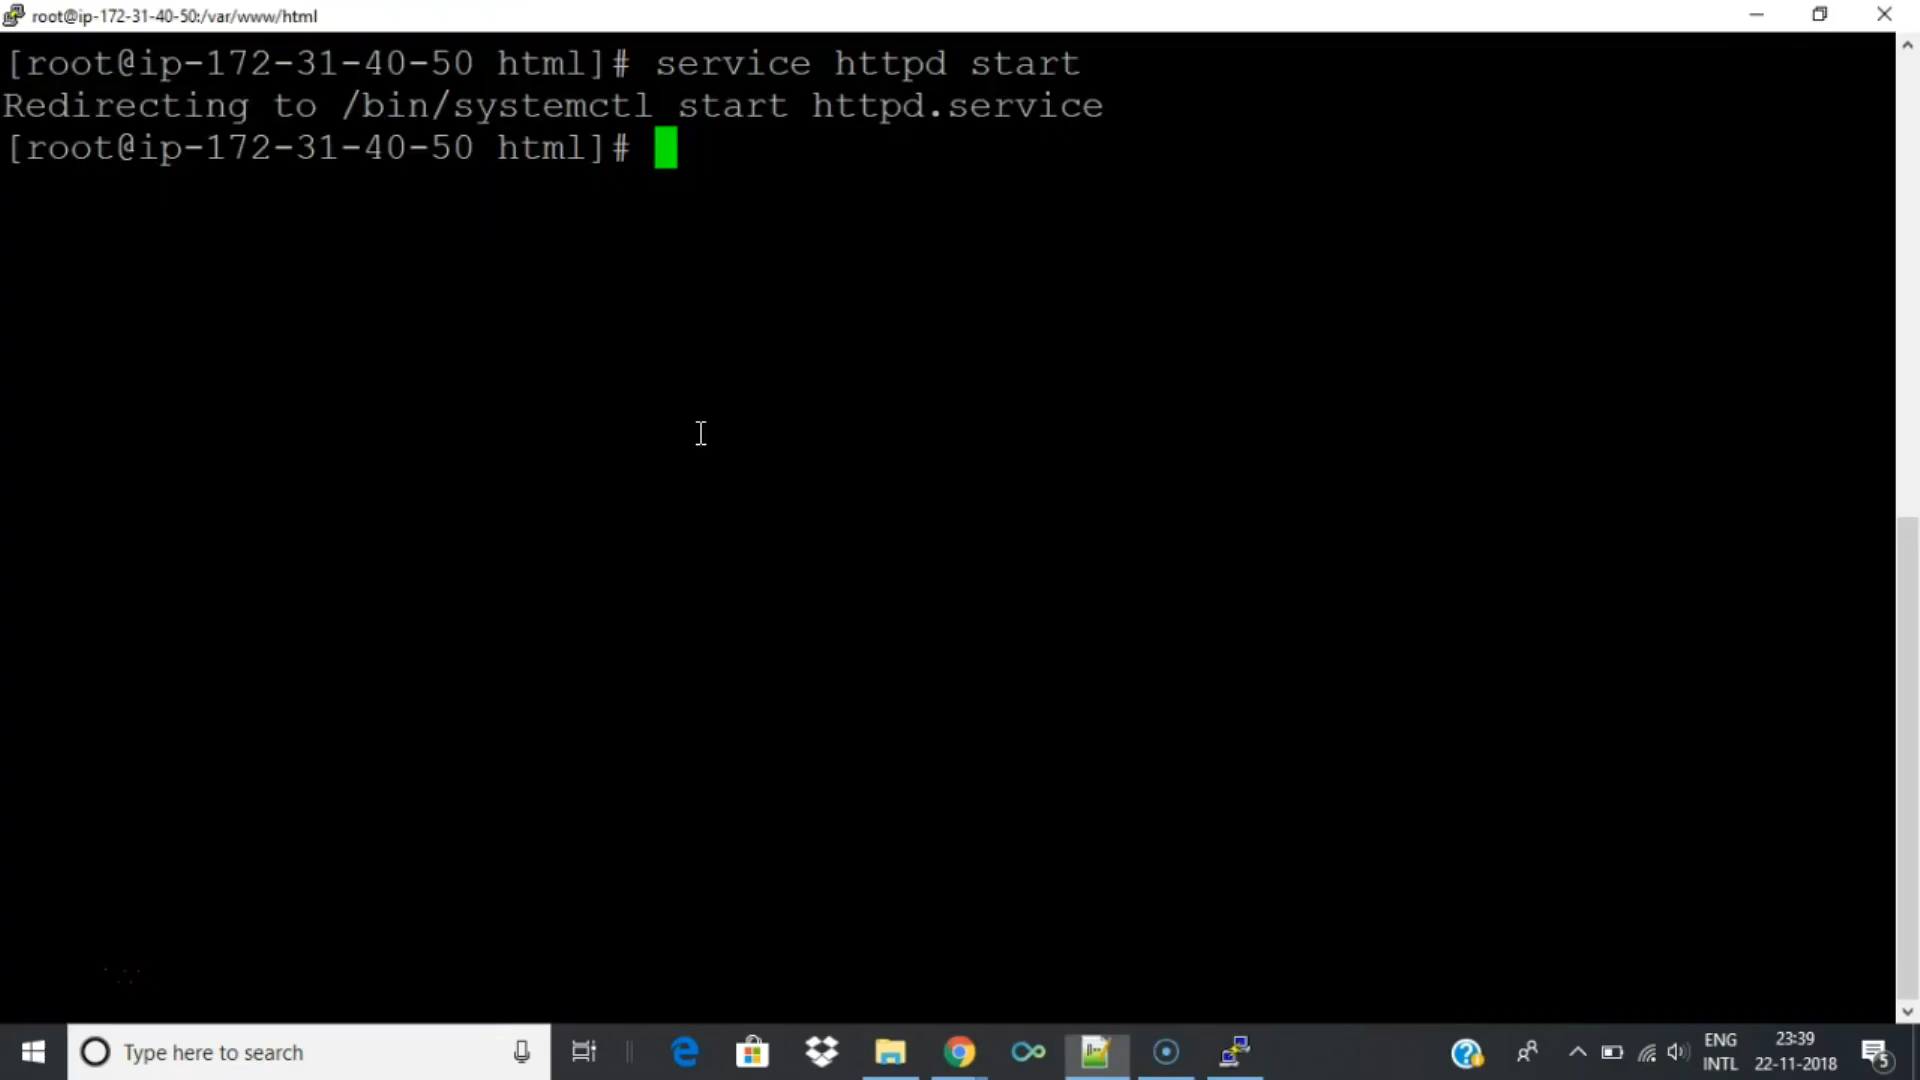 root@ip-172-31-40-50:/var/www/html
[root@ip-172-31-40-50 html]# service httpd start
Redirecting to /bin/systemctl start httpd.service
[root@ip-172-31-40-50 html]#
Type here to search
ENG
INTL
23:39
22-11-2018
5